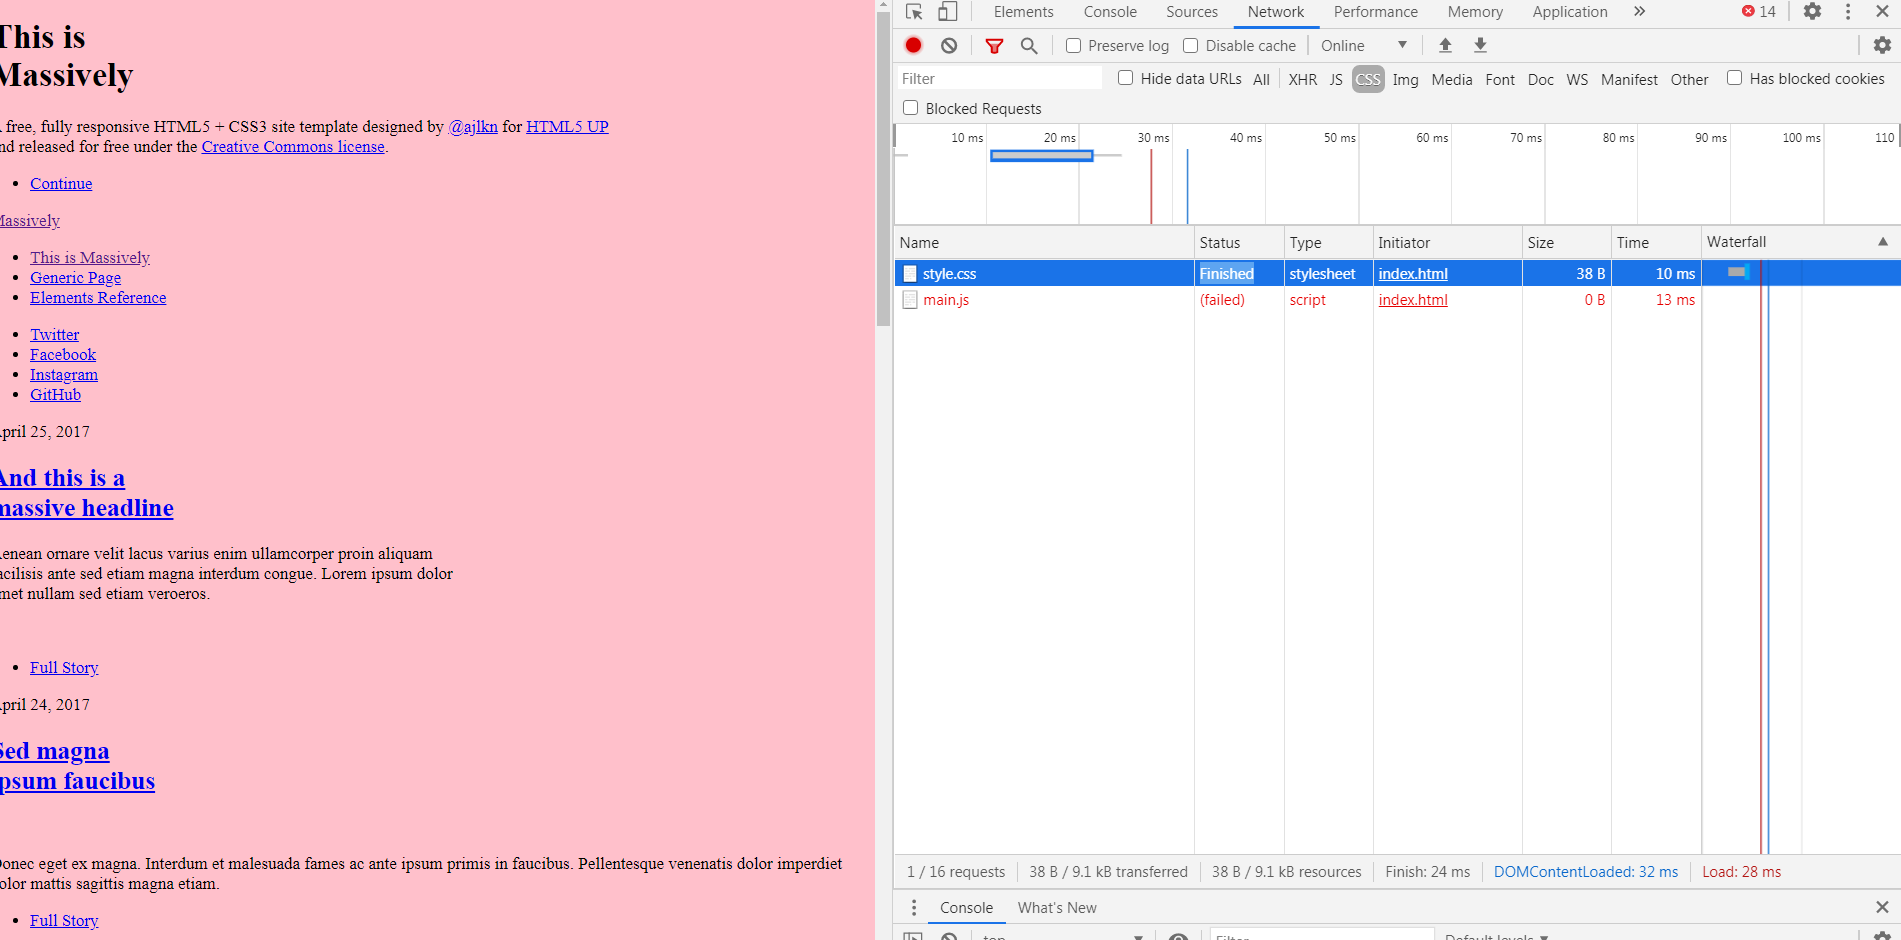 This is
Massively
free, fully responsive HTML5 + CSS3 site template designed by @ajlkn for HTML5 UP
nd released for free under the Creative Commons license.
Continue
Massively
This is Massively
Generic Page
Elements Reference
Twitter
Facebook
Instagram
GitHub
April 25, 2017
And this is a
massive headline
Aenean ornare velit lacus varius enim ullamcorper proin aliquam
acilisis ante sed etiam magna interdum congue. Lorem ipsum dolor
met nullam sed etiam veroeros.
Full Story
April 24, 2017
Sed magna
ipsum faucibus
Donec eget ex magna. Interdum et malesuada fames ac ante ipsum primis in faucibus. Pellentesque venenatis dolor imperdiet
olor mattis sagittis magna etiam.
Full Story
Elements Console Sources Network Performance Memory Application » 14
Preserve log Disable cache Online
Filter Hide data URLs All XHR JS CSS Img Media Font Doc WS Manifest Other Has blocked cookies
Blocked Requests
10 ms 20 ms 30 ms 40 ms 50 ms 60 ms 70 ms 80 ms 90 ms 100 ms 110
Name Status Type Initiator Size Time Waterfall
style.css Finished stylesheet index.html 38 B 10 ms
main.js (failed) script index.html 0 B 13 ms
1 / 16 requests 38 B / 9.1 kB transferred 38 B / 9.1 kB resources Finish: 24 ms DOMContentLoaded: 32 ms Load: 28 ms
Console What's New
top Filter Default levels